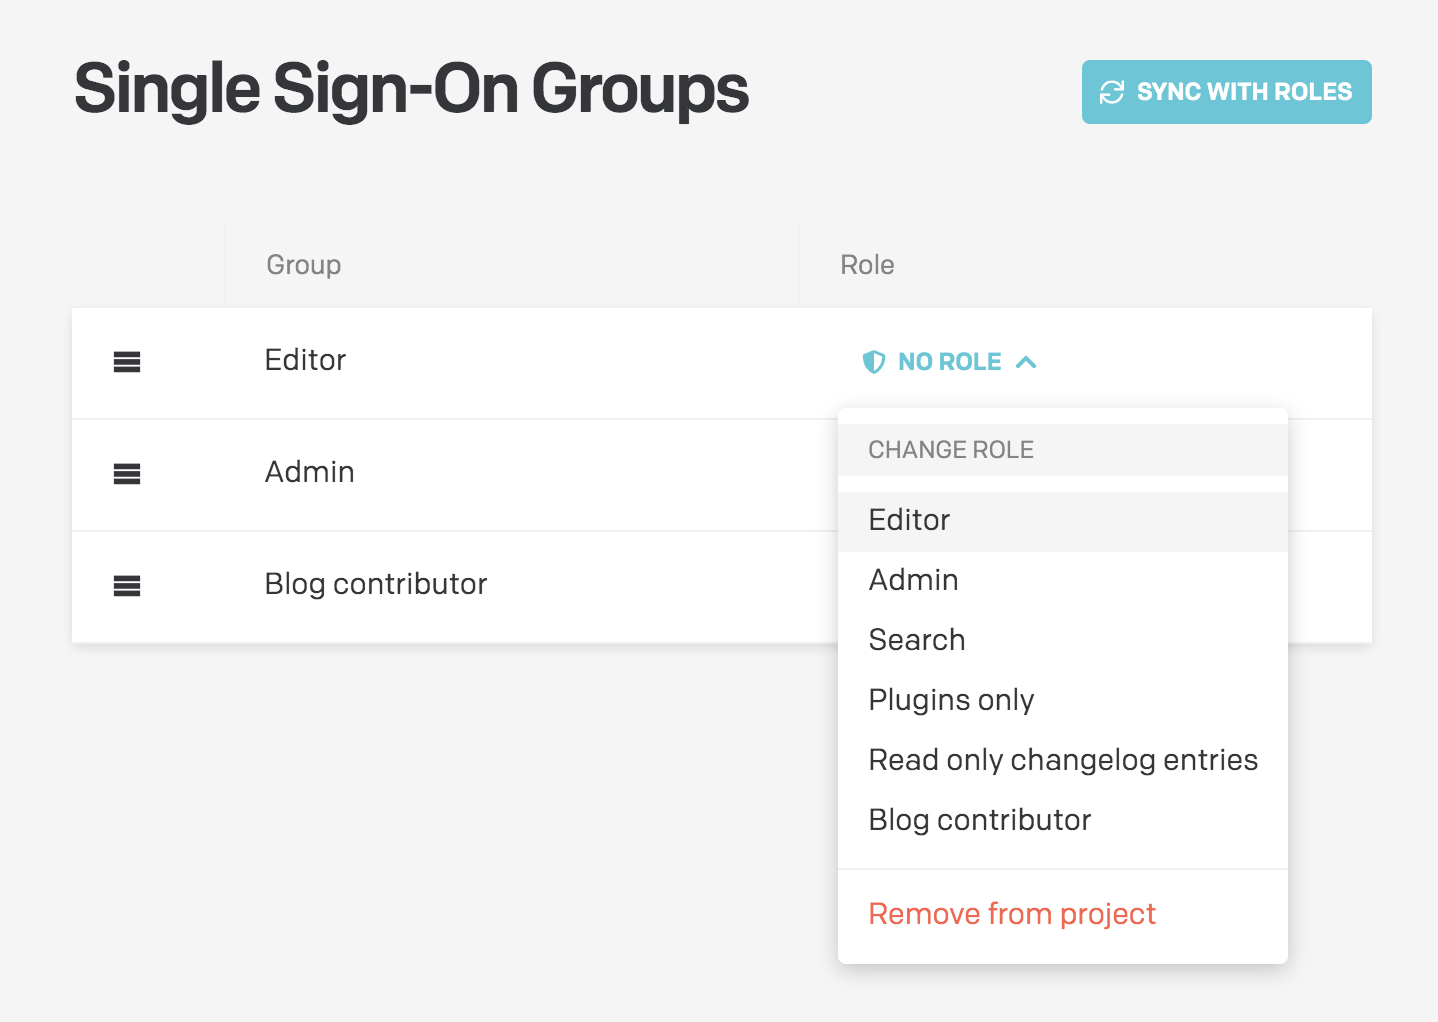 Single Sign-On Groups
SYNC WITH ROLES
Group
Role
Editor
NO ROLE
Admin
Blog contributor
CHANGE ROLE
Editor
Admin
Search
Plugins only
Read only changelog entries
Blog contributor
Remove from project